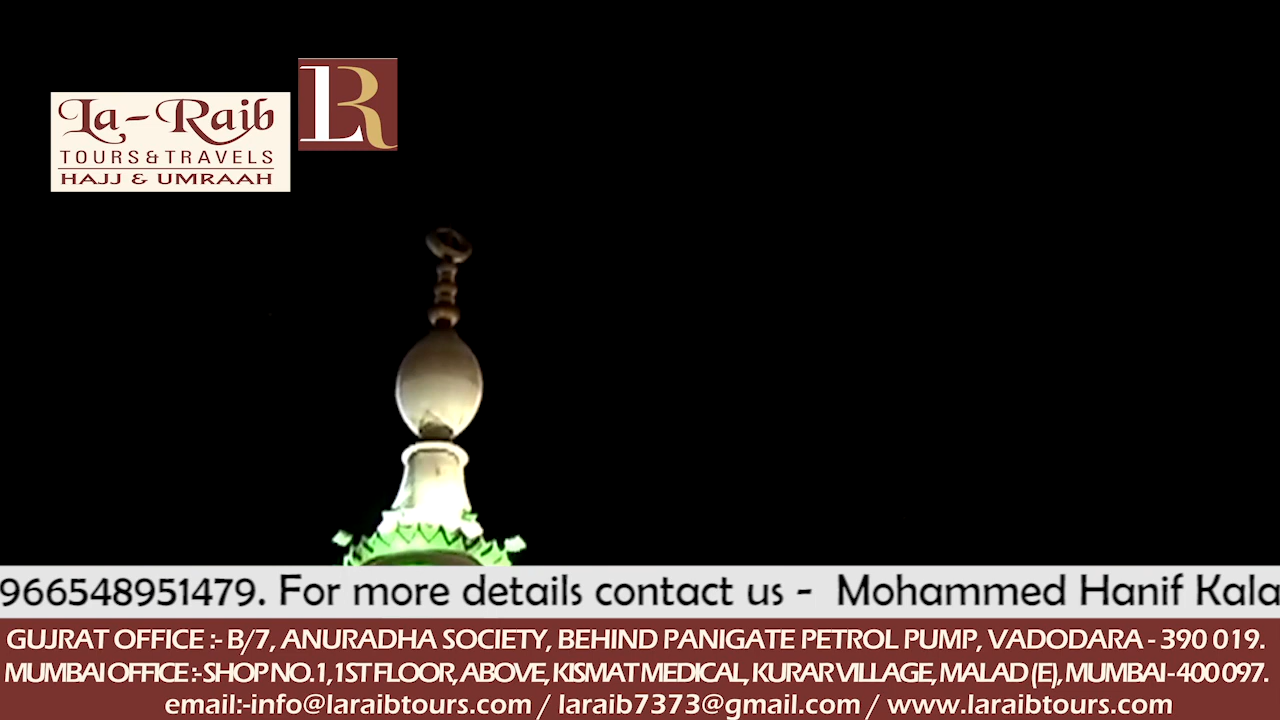 La-Raib
TOURS & TRAVELS
HAJJ & UMRAAH
LR
966548951479. For more details contact us - Mohammed Hanif Kala
GUJRAT OFFICE :- B/7, ANURADHA SOCIETY, BEHIND PANIGATE PETROL PUMP, VADODARA - 390 019.
MUMBAI OFFICE :- SHOP NO. 1, 1ST FLOOR, ABOVE, KISMAT MEDICAL, KURAR VILLAGE, MALAD (E), MUMBAI - 400 097.
email:-info@laraibtours.com / laraib7373@gmail.com / www.laraibtours.com